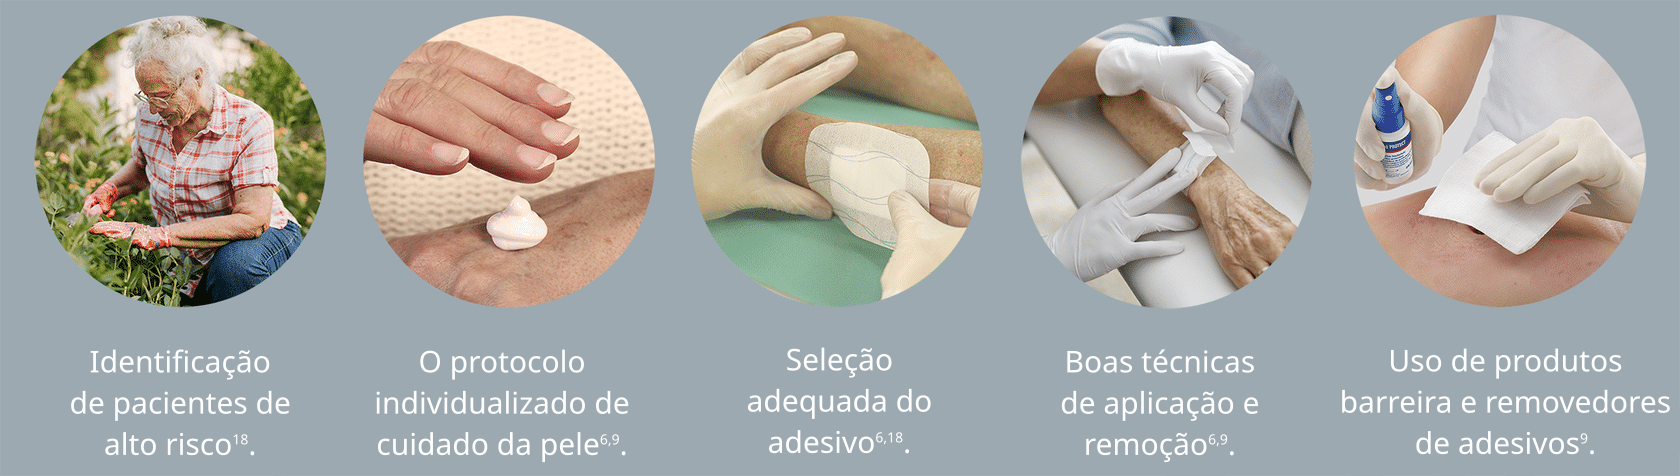 Identificação
de pacientes de
alto risco18.
O protocolo
individualizado de
cuidado da pele6,9.
Seleção
adequada do
adesivo6,18.
Boas técnicas
de aplicação e
remoção6,9.
Uso de produtos
barreira e removedores
de adesivos9.
PROTECT